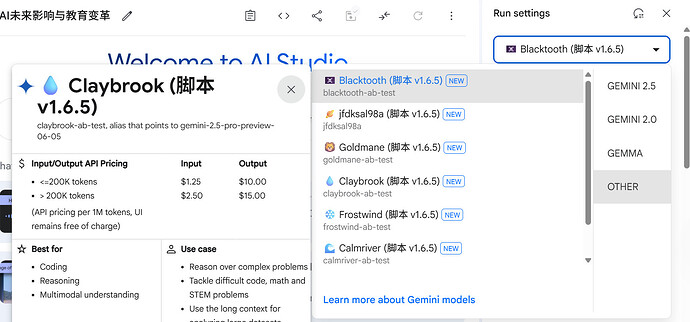 AI未来影响与教育变革
Run settings
Welcome to AI Studio
Blacktooth (脚本 v1.6.5)
Claybrook (脚本
v1.6.5)
claybrook-ab-test, alias that points to gemini-2.5-pro-preview-
06-05
Input/Output API Pricing Input Output
<=200K tokens $1.25 $10.00
> 200K tokens $2.50 $15.00
(API pricing per 1M tokens, UI
remains free of charge)
Best for
Coding
Reasoning
Multimodal understanding
Use case
Reason over complex problems
Tackle difficult code, math and
STEM problems
Use the long context for
Blacktooth (脚本 v1.6.5) NEW
blacktooth-ab-test
jfdksal98a (脚本 v1.6.5) NEW
jfdksal98a
Goldmane (脚本 v1.6.5) NEW
goldmane-ab-test
Claybrook (脚本 v1.6.5) NEW
claybrook-ab-test
Frostwind (脚本 v1.6.5) NEW
frostwind-ab-test
Calmriver (脚本 v1.6.5) NEW
calmriver-ab-test
Learn more about Gemini models
GEMINI 2.5
GEMINI 2.0
GEMMA
OTHER